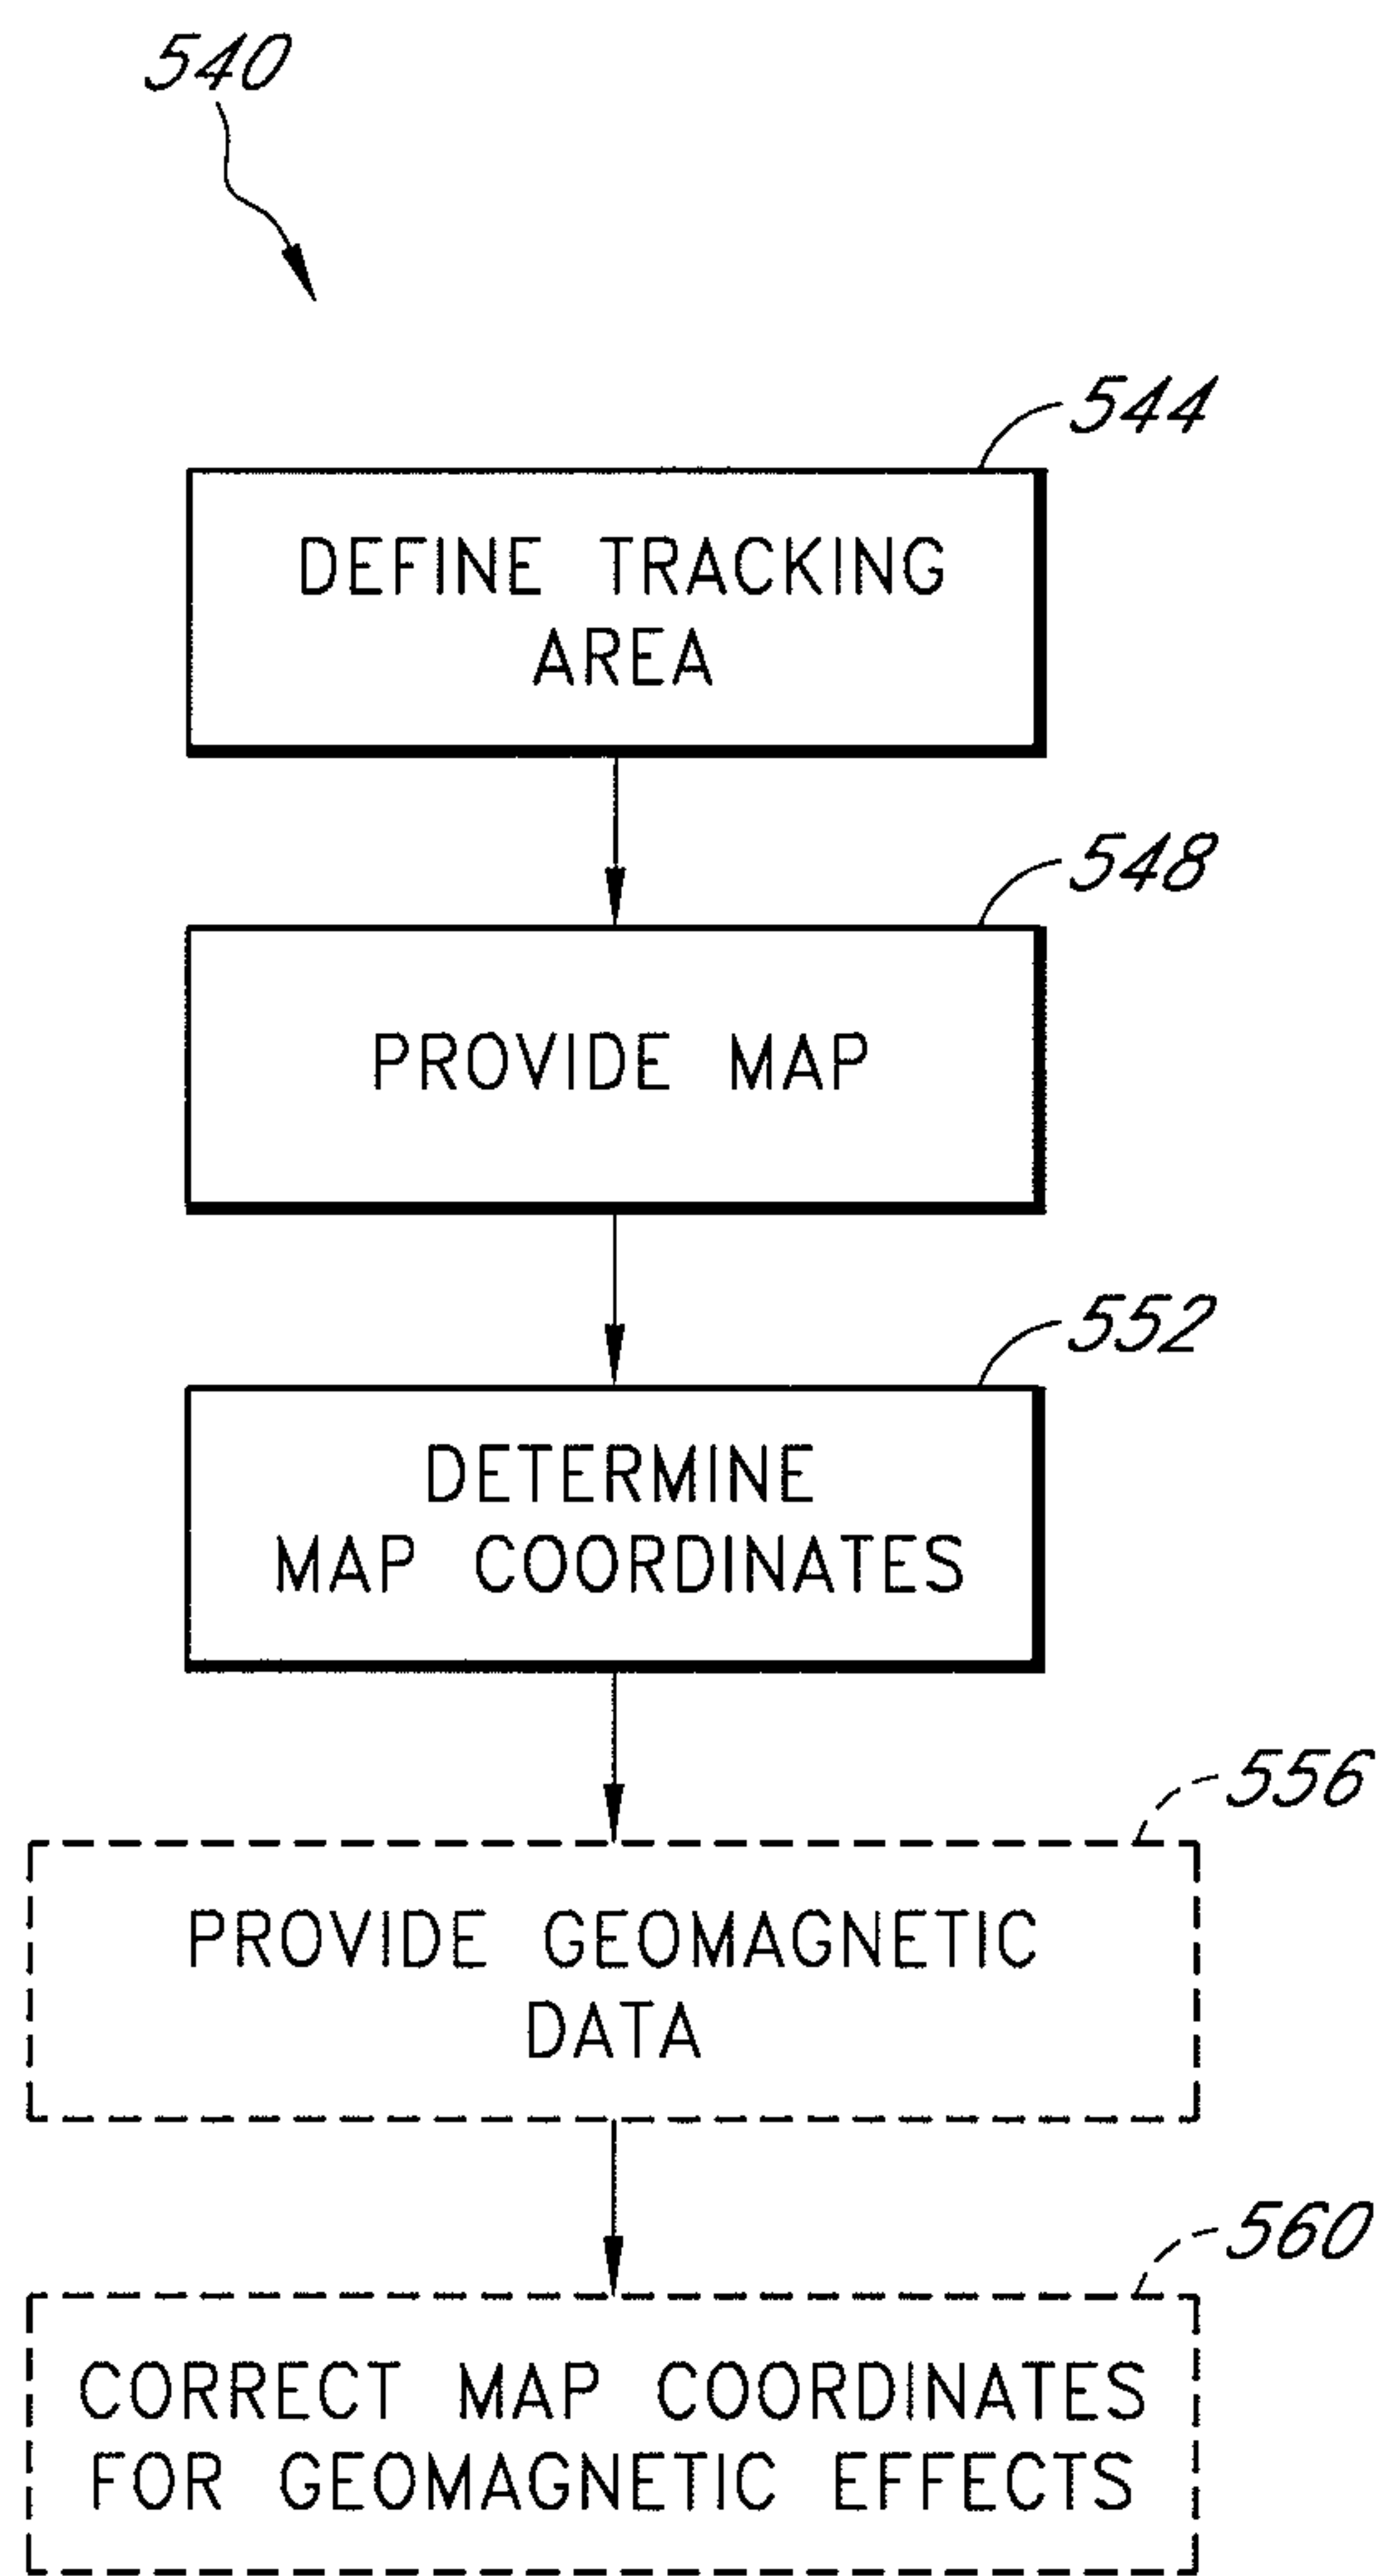 540
544
DEFINE TRACKING
AREA
548
PROVIDE MAP
552
DETERMINE
MAP COORDINATES
556
PROVIDE GEOMAGNETIC
DATA
560
CORRECT MAP COORDINATES
FOR GEOMAGNETIC EFFECTS